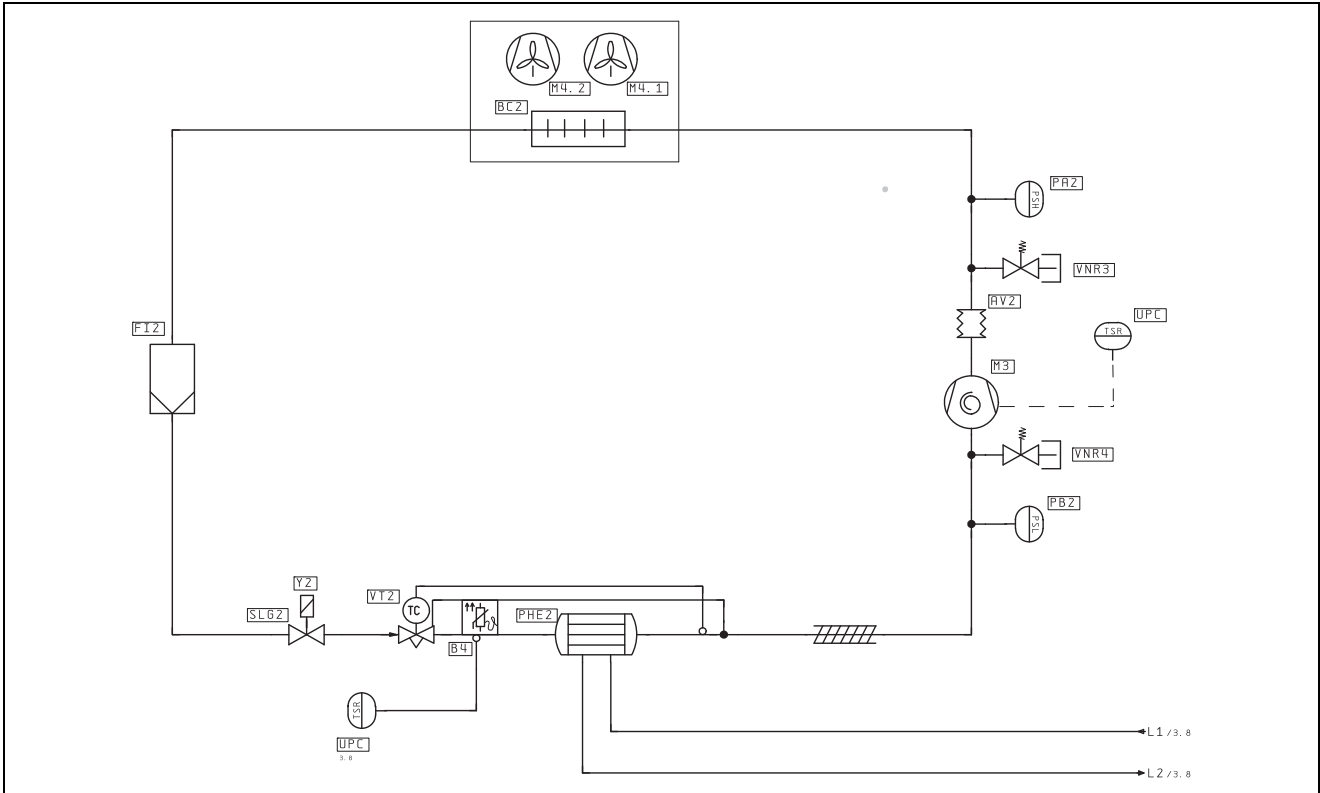 M4.2
M4.1
BC2
PA2
PSH
VNR3
AV2
UPC
TSR
FI2
M3
VNR4
PB2
PSL
Y2
VT2
SLG2
TC
PHE2
B4
TSR
UPC
3.8
L1 /3.8
L2 /3.8